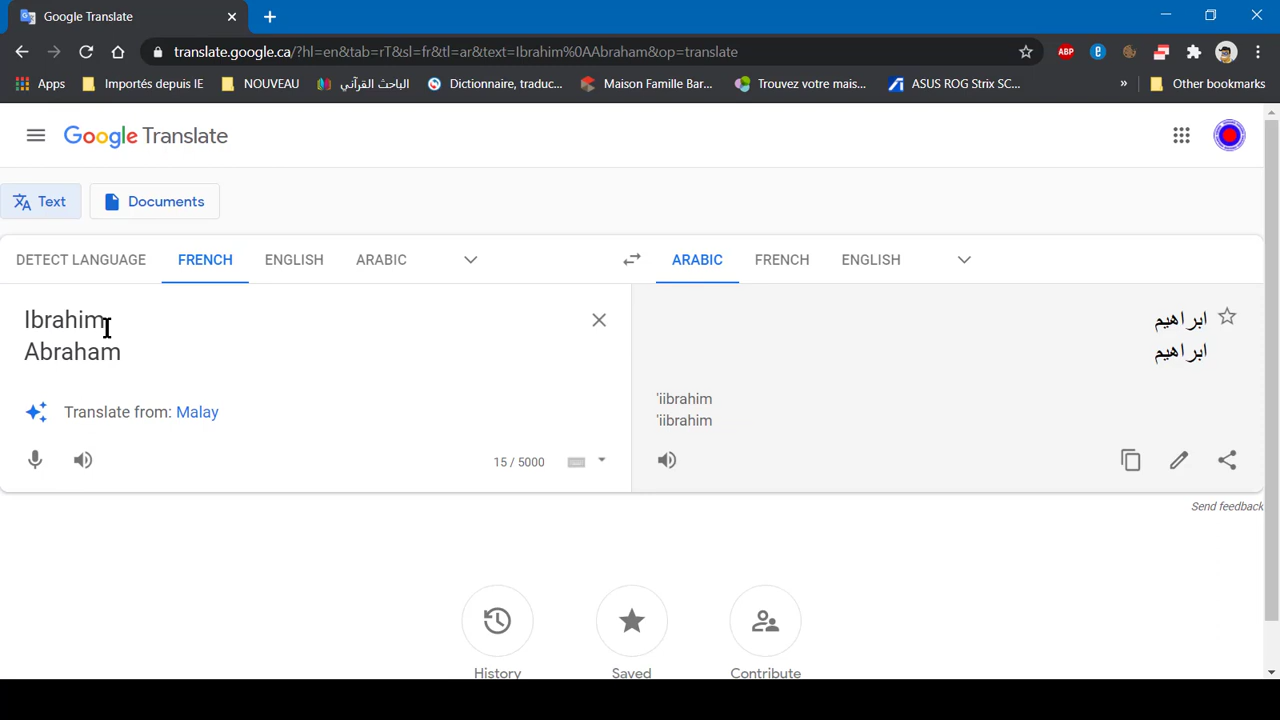 Google Translate
translate.google.ca/?hl=en&tab=rT&sl=fr&tl=ar&text=Ibrahim%0AAbraham&op=translate
ABP
Apps Importés depuis IE NOUVEAU الباحث القرآني Dictionnaire, traduc... Maison Famille Bar... Trouvez votre mais... ASUS ROG Strix SC... » Other bookmarks
Google Translate
Text Documents
DETECT LANGUAGE FRENCH ENGLISH ARABIC ARABIC FRENCH ENGLISH
Ibrahim
Abraham
ابراهيم
ابراهيم
'iibrahim
'iibrahim
Translate from: Malay
15 / 5000
Send feedback
History Saved Contribute